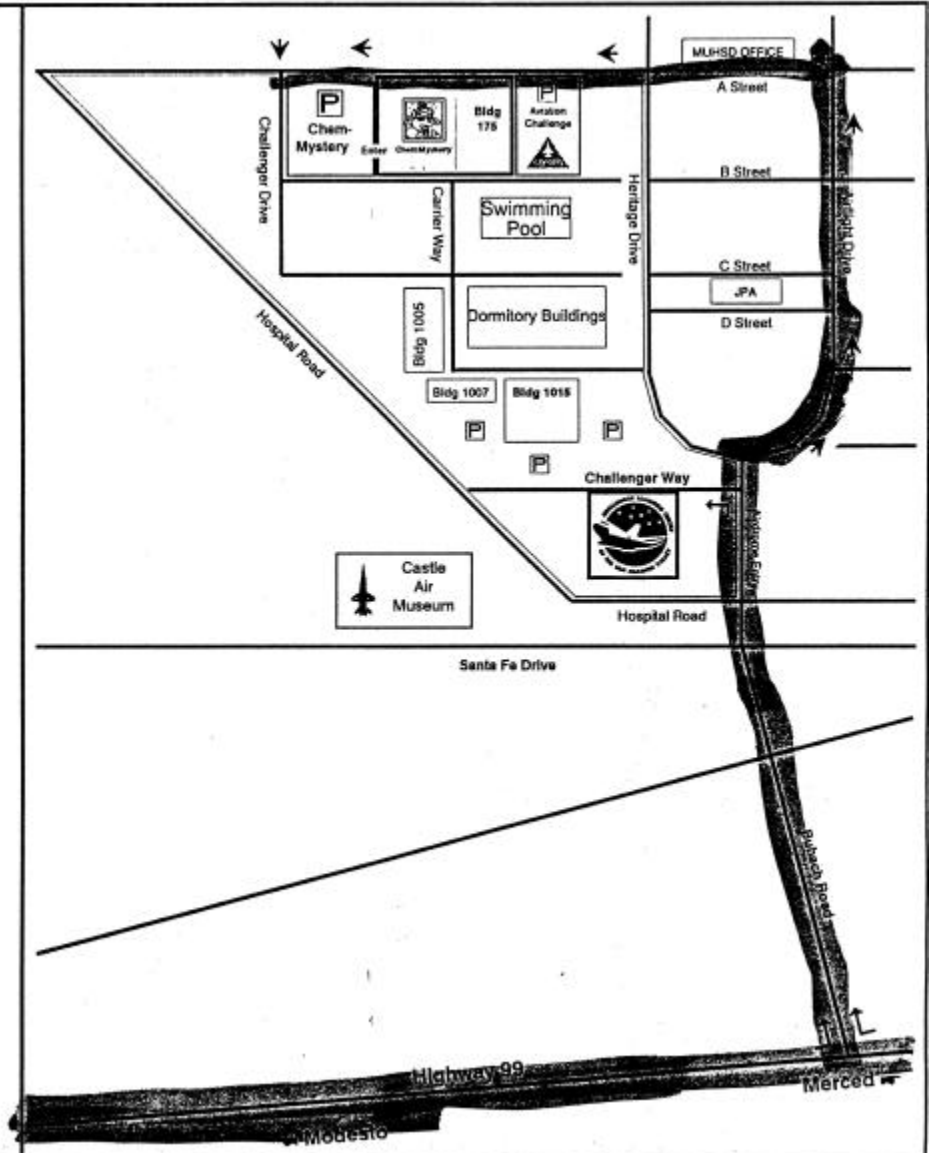 MUHSD OFFICE
A Street
P
Chem-
Mystery
Enter
ChemMystery
Bldg
175
P
Aviation
Challenge
Challenger Drive
B Street
Carrier Way
Swimming
Pool
Heritage Drive
C Street
JPA
D Street
Dormitory Buildings
Bldg 1005
Hospital Road
Bldg 1007
Bldg 1015
P
P
P
Challenger Way
Castle
Air
Museum
Hospital Road
Santa Fe Drive
Buhach Road
Highway 99
Merced
Modesto